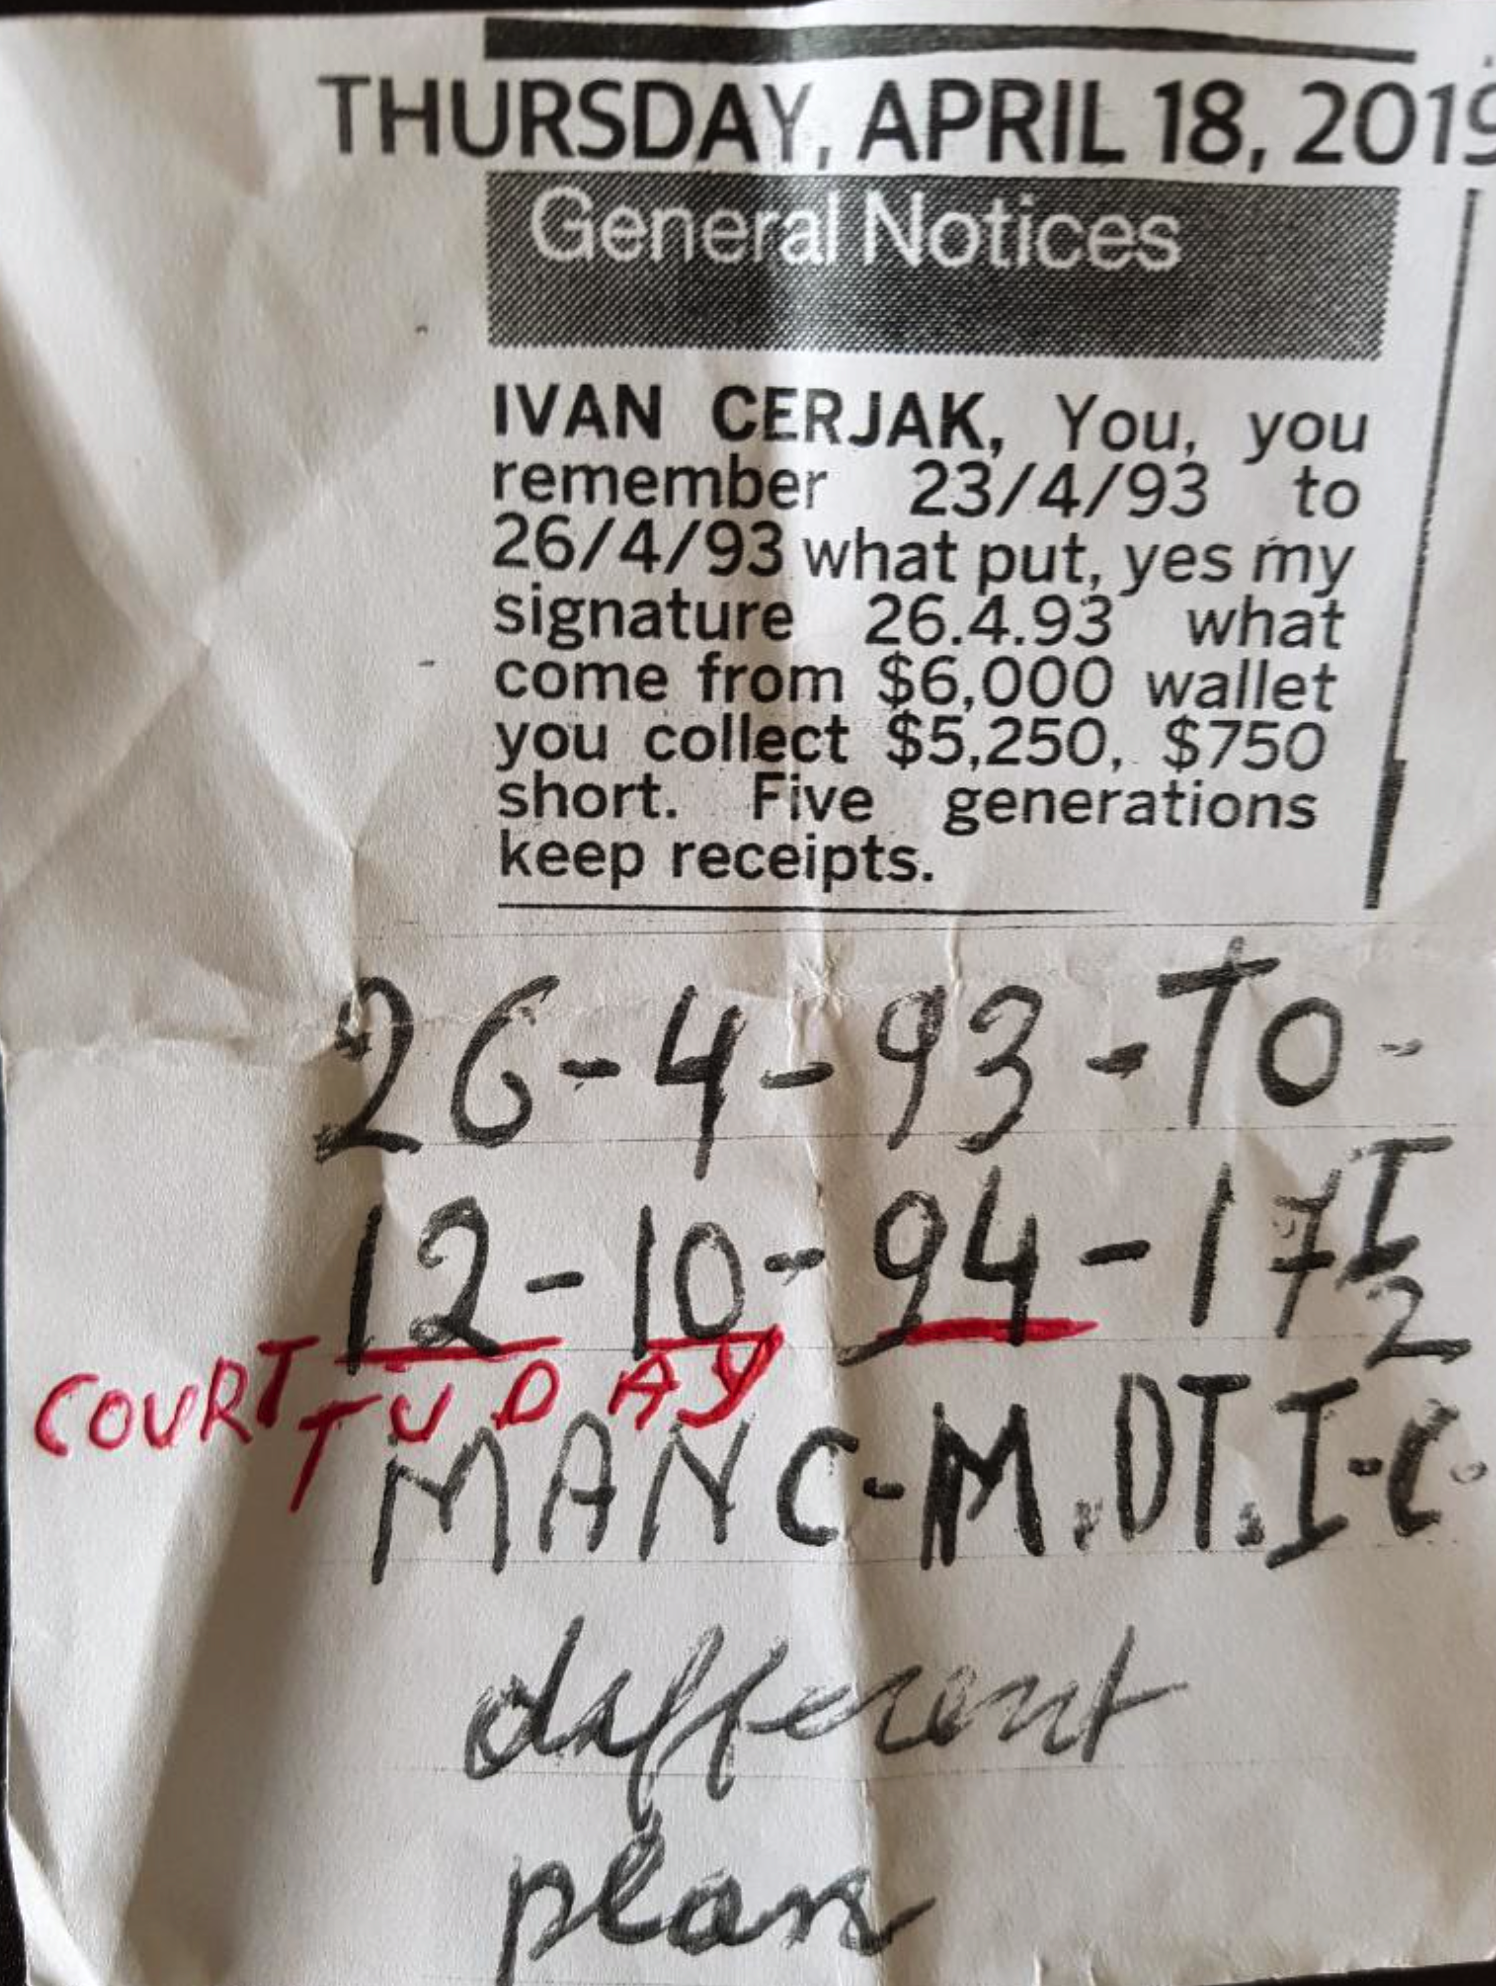 THURSDAY, APRIL 18, 2019
General Notices
IVAN CERJAK, You, you
remember 23/4/93 to
26/4/93 what put, yes my
signature 26.4.93 what
come from $6,000 wallet
you collect $5,250, $750
short. Five generations
keep receipts.
26-4-93-TO-
12-10-94-17 1/2
COURT TUDAY
MANC-M.DT.I-C.
different
plan